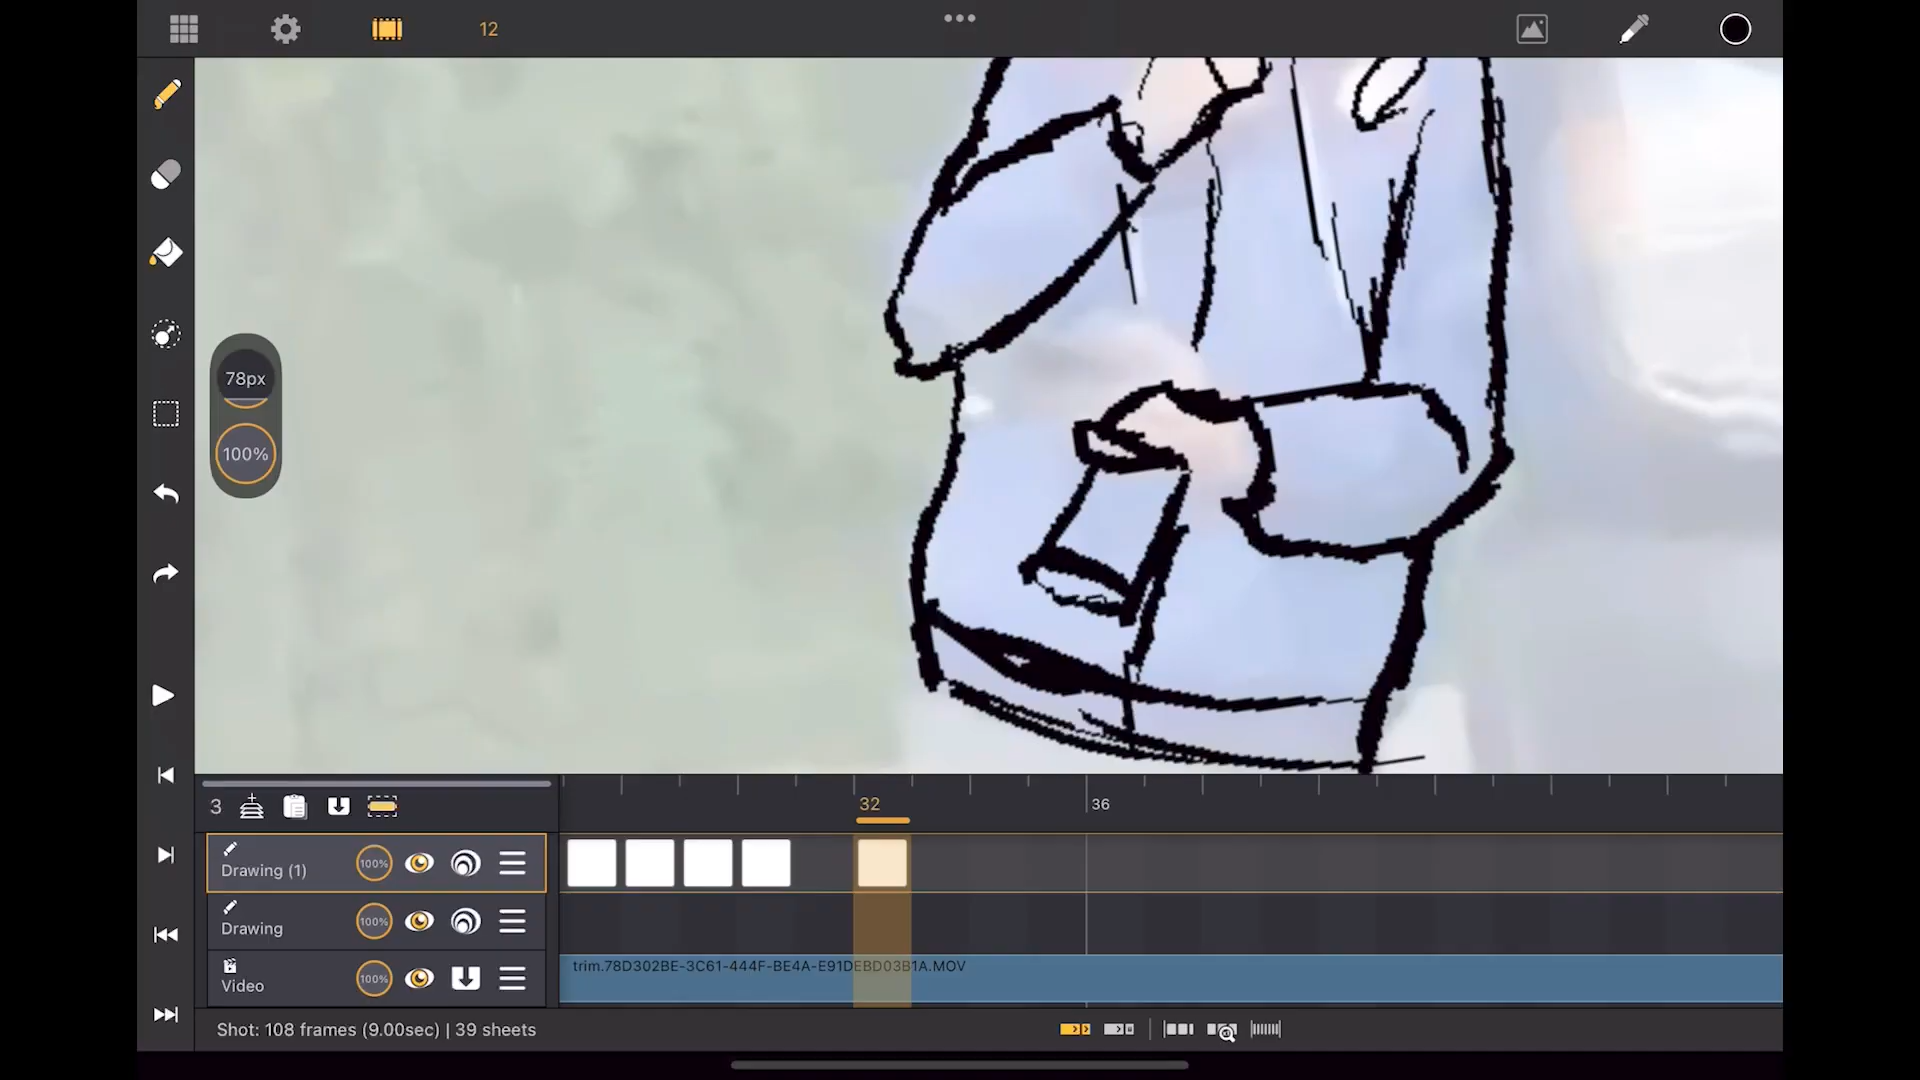 12
78px
100%
3
32
36
Drawing (1)
100%
Drawing
100%
trim.78D302BE-3C61-444F-BE4A-E91DEBD03B1A.MOV
Video
100%
Shot: 108 frames (9.00sec) | 39 sheets